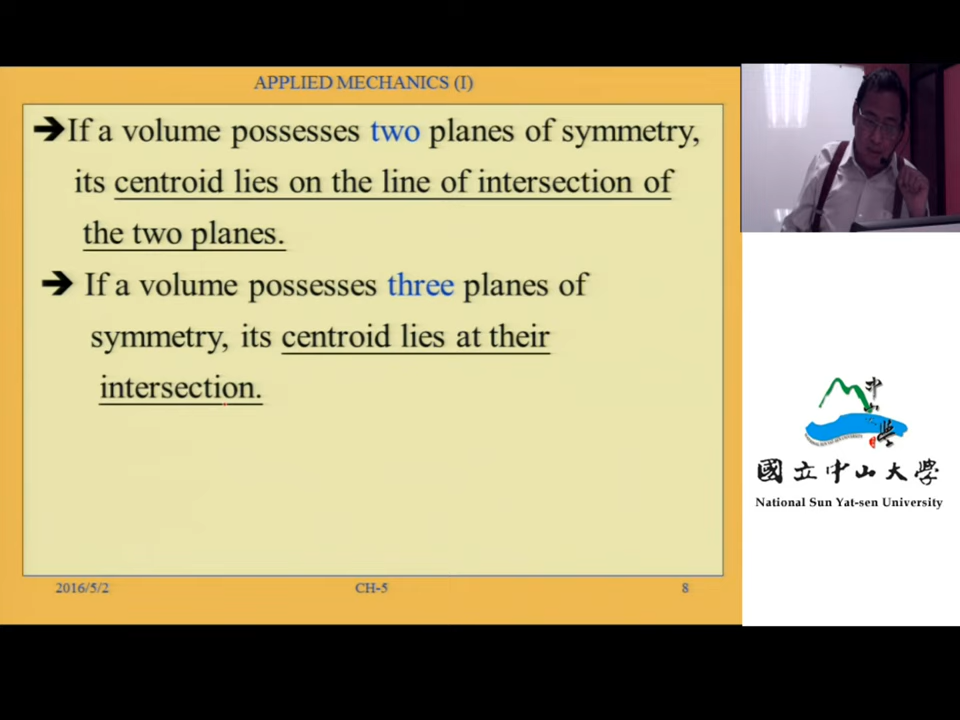 APPLIED MECHANICS (I)
➔If a volume possesses two planes of symmetry,
its centroid lies on the line of intersection of
the two planes.
➔ If a volume possesses three planes of
symmetry, its centroid lies at their
intersection.
2016/5/2
CH-5
8
國立中山大學
National Sun Yat-sen University